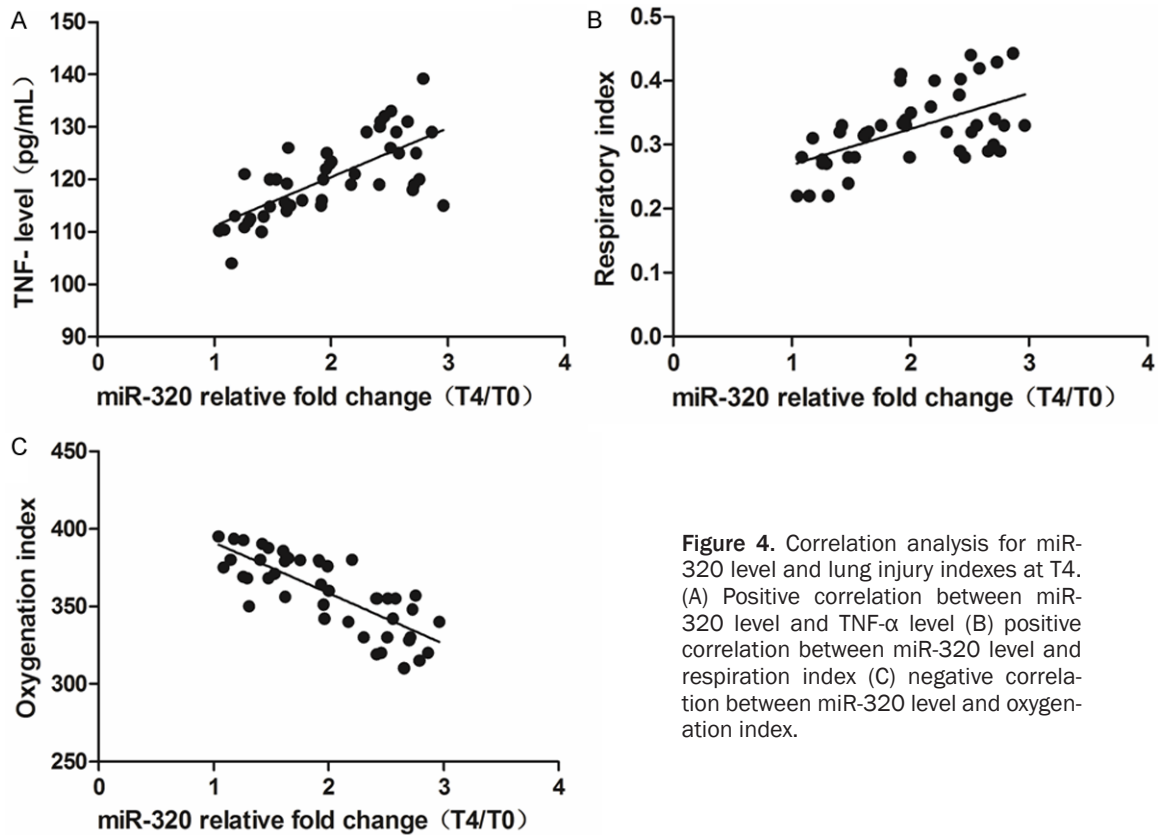 A
150
140
130
120
110
100
90
TNF- level（pg/mL）
0
1
2
3
4
miR-320 relative fold change（T4/T0）
B
0.5
0.4
0.3
0.2
0.1
0.0
Respiratory index
0
1
2
3
4
miR-320 relative fold change（T4/T0）
C
450
400
350
300
250
Oxygenation index
0
1
2
3
4
miR-320 relative fold change（T4/T0）
Figure 4. Correlation analysis for miR-
320 level and lung injury indexes at T4.
(A) Positive correlation between miR-
320 level and TNF-α level (B) positive
correlation between miR-320 level and
respiration index (C) negative correla-
tion between miR-320 level and oxygen-
ation index.